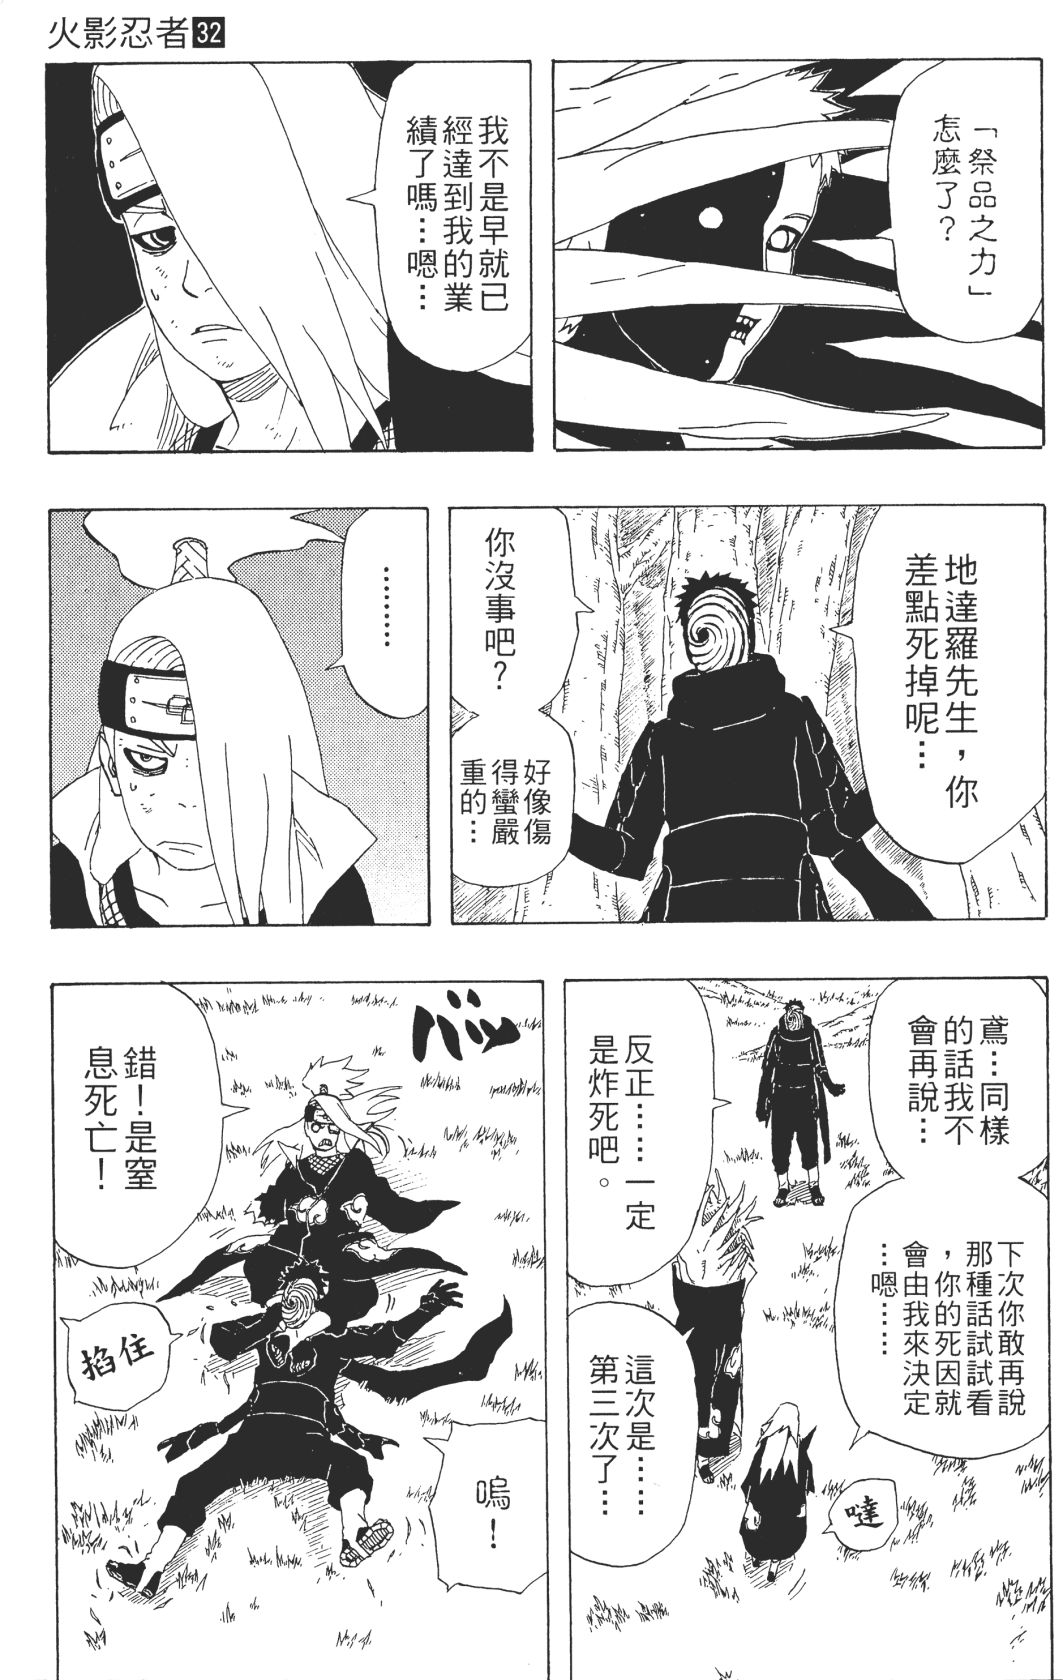 火影忍者32
「祭品之力」
怎麼了？
我不是早就已
經達到我的業
績了嗎…嗯…
地達羅先生，你
差點死掉呢…
你沒事吧？
好像傷
得蠻嚴
重的…
………
鳶…同樣
的話我不
會再說…
下次你敢再說
那種話試試看
，你的死因就
會由我來決定
…嗯……
噠
反正……一定
是炸死吧。
這次是……
第三次了…
バッ
錯！是窒
息死亡！
掐住
嗚！